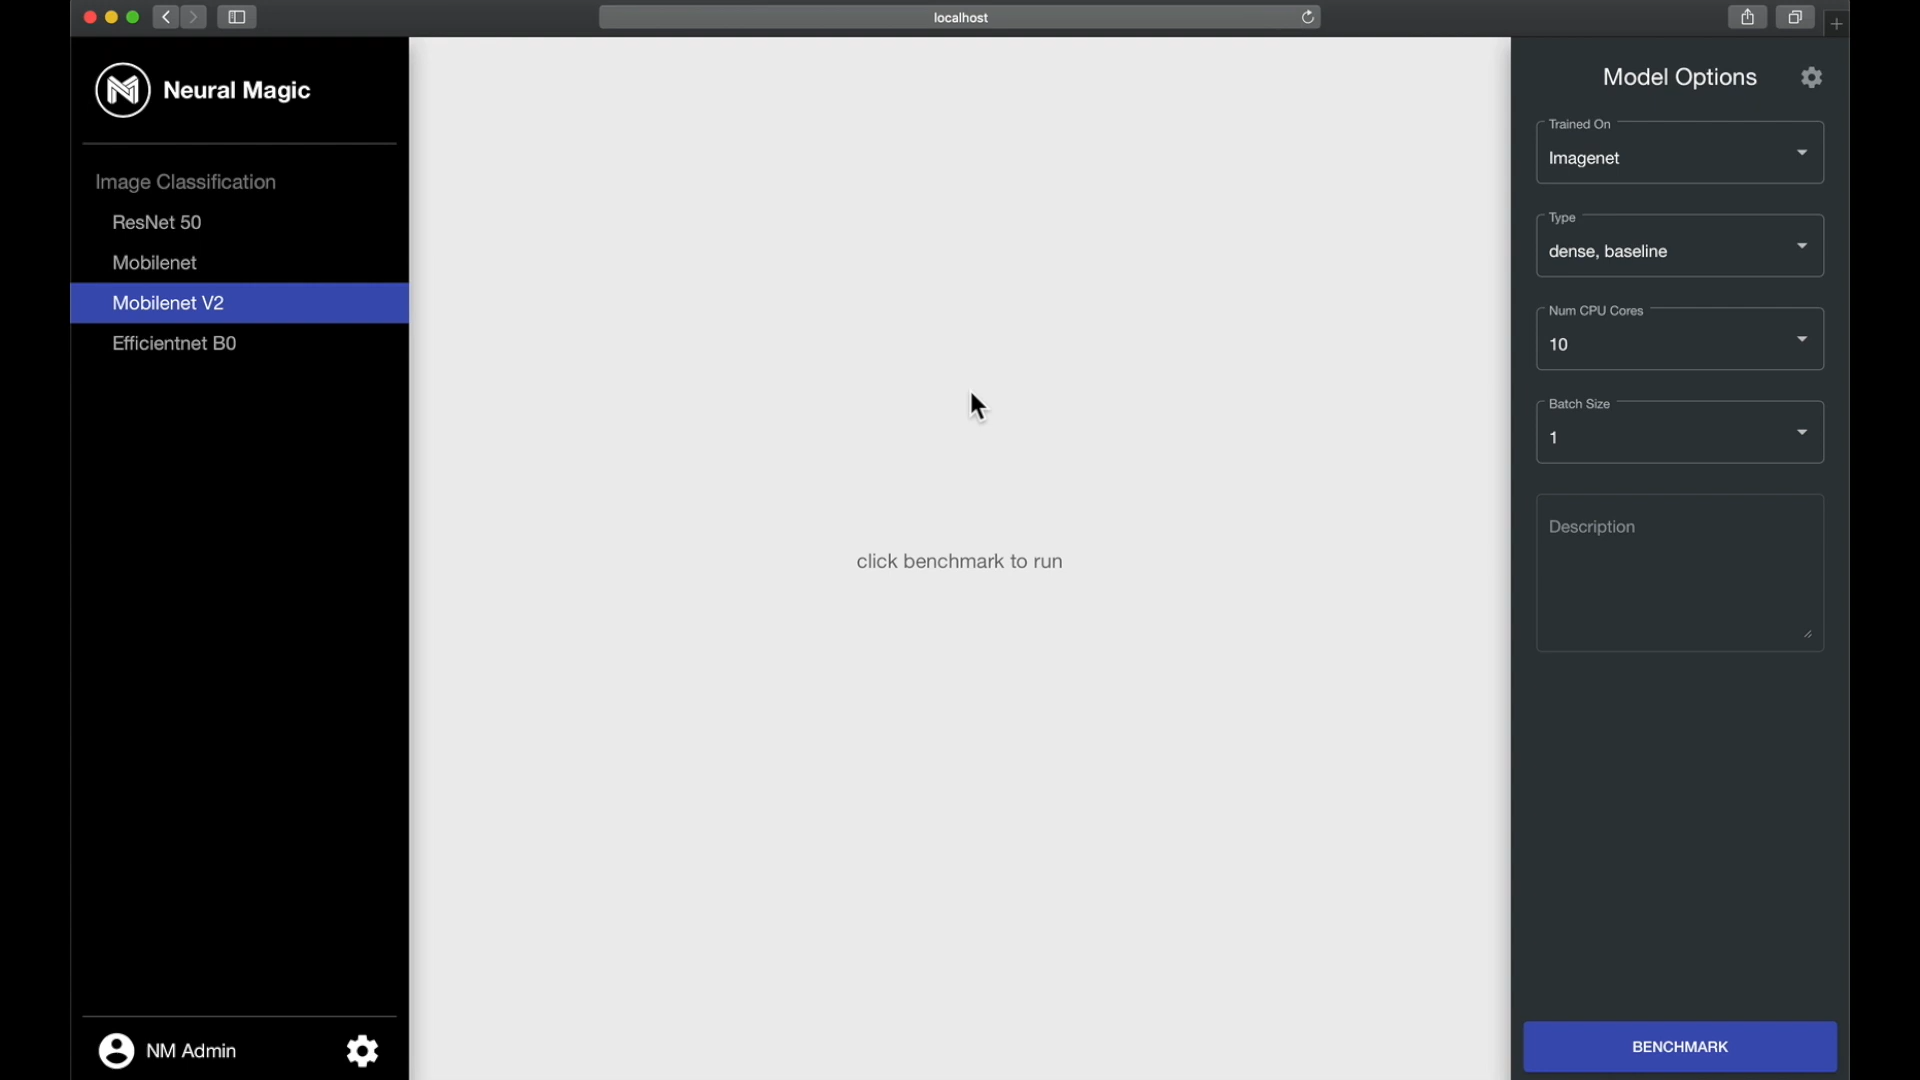 localhost
Neural Magic
Image Classification
ResNet 50
Mobilenet
Mobilenet V2
Efficientnet B0
NM Admin
click benchmark to run
Model Options
Trained On
Imagenet
Type
dense, baseline
Num CPU Cores
10
Batch Size
1
Description
BENCHMARK